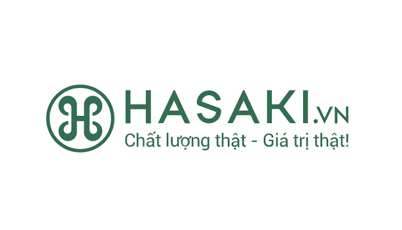 HASAKI.VN
Chất lượng thật - Giá trị thật!